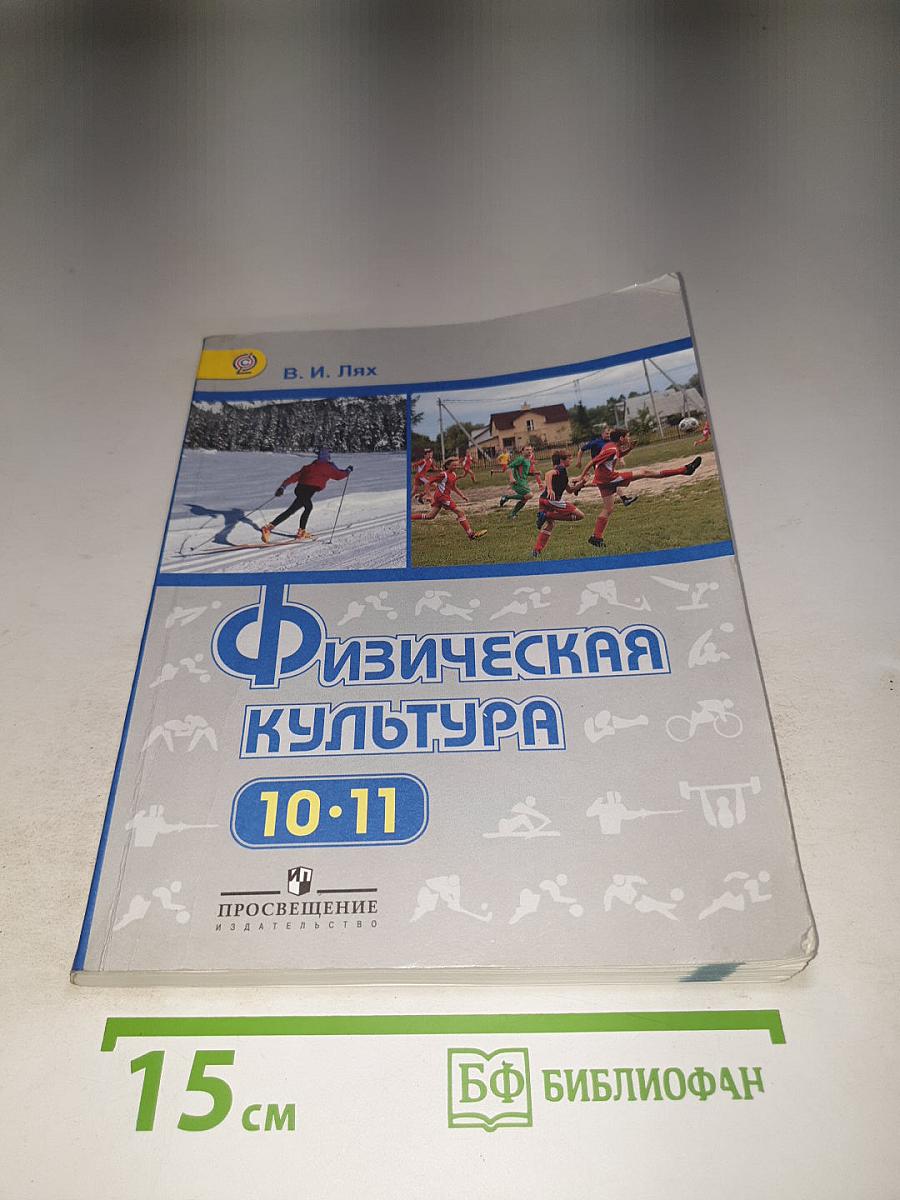 В. И. Лях
Физическая
культура
10•11
ПРОСВЕЩЕНИЕ
ИЗДАТЕЛЬСТВО
15 см
БФ БИБЛИОФАН